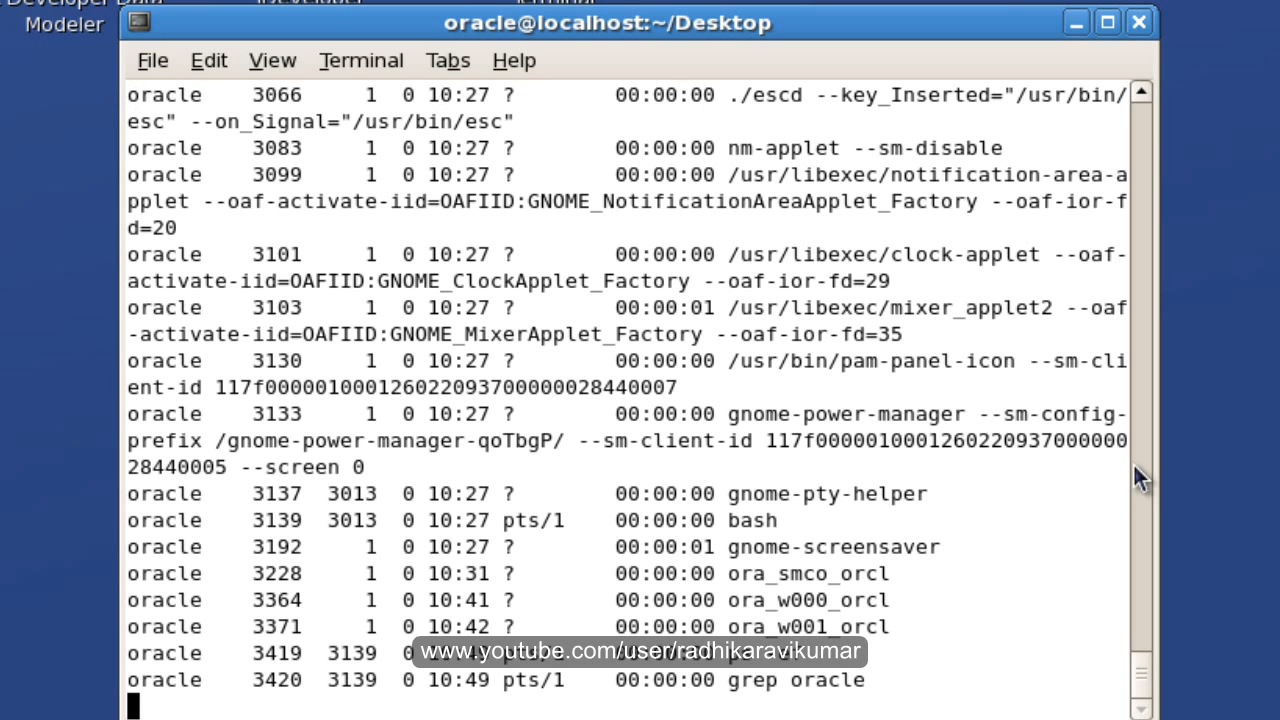 Modeler
oracle@localhost:~/Desktop
File Edit View Terminal Tabs Help
oracle 3066 1 0 10:27 ? 00:00:00 ./escd --key_Inserted="/usr/bin/
esc" --on_Signal="/usr/bin/esc"
oracle 3083 1 0 10:27 ? 00:00:00 nm-applet --sm-disable
oracle 3099 1 0 10:27 ? 00:00:00 /usr/libexec/notification-area-a
pplet --oaf-activate-iid=OAFIID:GNOME_NotificationAreaApplet_Factory --oaf-ior-f
d=20
oracle 3101 1 0 10:27 ? 00:00:00 /usr/libexec/clock-applet --oaf-
activate-iid=OAFIID:GNOME_ClockApplet_Factory --oaf-ior-fd=29
oracle 3103 1 0 10:27 ? 00:00:01 /usr/libexec/mixer_applet2 --oaf
-activate-iid=OAFIID:GNOME_MixerApplet_Factory --oaf-ior-fd=35
oracle 3130 1 0 10:27 ? 00:00:00 /usr/bin/pam-panel-icon --sm-cli
ent-id 117f000001000126022093700000028440007
oracle 3133 1 0 10:27 ? 00:00:00 gnome-power-manager --sm-config-
prefix /gnome-power-manager-qoTbgP/ --sm-client-id 117f0000010001260220937000000
28440005 --screen 0
oracle 3137 3013 0 10:27 ? 00:00:00 gnome-pty-helper
oracle 3139 3013 0 10:27 pts/1 00:00:00 bash
oracle 3192 1 0 10:27 ? 00:00:01 gnome-screensaver
oracle 3228 1 0 10:31 ? 00:00:00 ora_smco_orcl
oracle 3364 1 0 10:41 ? 00:00:00 ora_w000_orcl
oracle 3371 1 0 10:42 ? 00:00:00 ora_w001_orcl
oracle 3419 3139
www.youtube.com/user/radhikaravikumar
oracle 3420 3139 0 10:49 pts/1 00:00:00 grep oracle